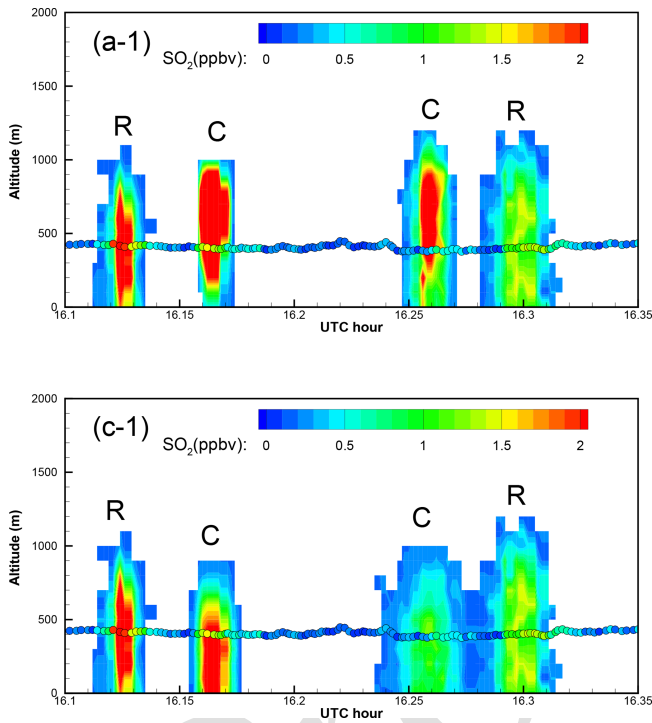 2000
(a-1)
SO2(ppbv): 0 0.5 1 1.5 2
1500
R C C R
1000
Altitude (m)
500
0
16.1 16.15 16.2 16.25 16.3 16.35
UTC hour
2000
(c-1)
SO2(ppbv): 0 0.5 1 1.5 2
1500
R C C R
1000
Altitude (m)
500
0
16.1 16.15 16.2 16.25 16.3 16.35
UTC hour